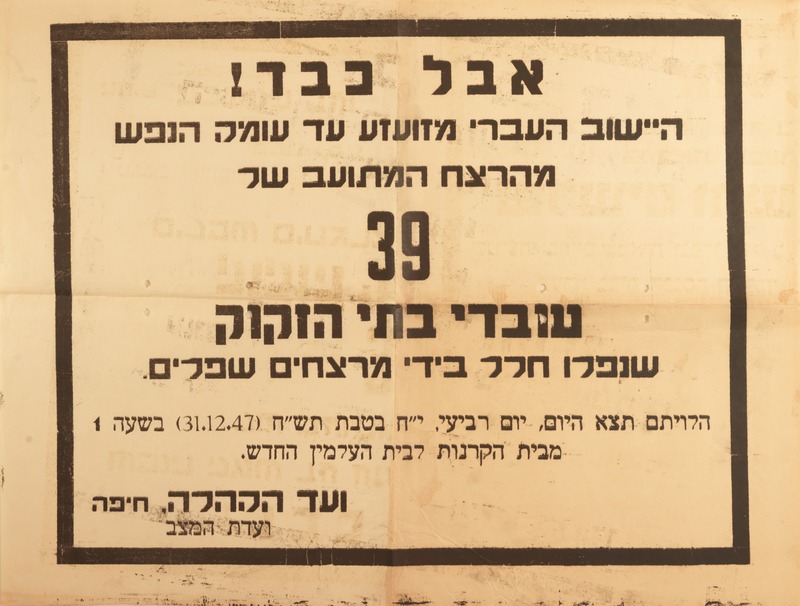 אבל כבד!
היישוב העברי מזועזע עד עומק הנפש
מהרצח המתועב של
39
עובדי בתי הזקוק
שנפלו חלל בידי מרצחים שפלים.
הלויתם תצא היום, יום רביעי, י״ח בטבת תש״ח (31.12.47) בשעה 1
מבית הקרנות לבית העלמין החדש.
ועד הקהלה, חיפה
ועדת המצב